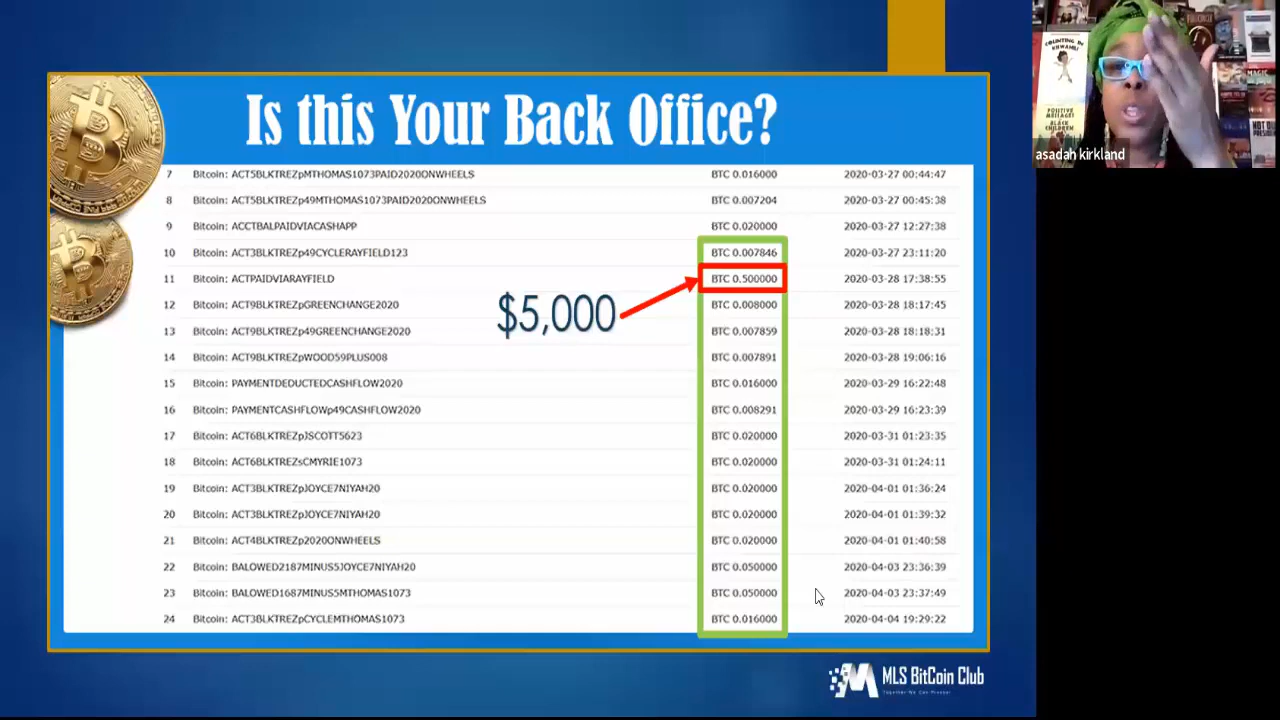 Is this Your Back Office?
7 Bitcoin: ACT5BLKTREZpMTHOMAS1073PAID2020ONWHEELS BTC 0.016000 2020-03-27 00:44:47
8 Bitcoin: ACT5BLKTREZp49MTHOMAS1073PAID2020ONWHEELS BTC 0.007204 2020-03-27 00:45:38
9 Bitcoin: ACCTBALPAIDVIACASHAPP BTC 0.020000 2020-03-27 12:27:38
10 Bitcoin: ACT3BLKTREZp49CYCLERAYFIELD123 BTC 0.007846 2020-03-27 23:11:20
11 Bitcoin: ACTPAIDVIARAYFIELD BTC 0.500000 2020-03-28 17:38:55
$5,000
12 Bitcoin: ACT9BLKTREZpGREENCHANGE2020 BTC 0.008000 2020-03-28 18:17:45
13 Bitcoin: ACT9BLKTREZp49GREENCHANGE2020 BTC 0.007859 2020-03-28 18:18:31
14 Bitcoin: ACT9BLKTREZpWOOD59PLUS008 BTC 0.007891 2020-03-28 19:06:16
15 Bitcoin: PAYMENTDEDUCTEDCASHFLOW2020 BTC 0.016000 2020-03-29 16:22:48
16 Bitcoin: PAYMENTCASHFLOWp49CASHFLOW2020 BTC 0.008291 2020-03-29 16:23:39
17 Bitcoin: ACT6BLKTREZpJSCOTT5623 BTC 0.020000 2020-03-31 01:23:35
18 Bitcoin: ACT6BLKTREZsCMYRIE1073 BTC 0.020000 2020-03-31 01:24:11
19 Bitcoin: ACT3BLKTREZpJOYCE7NIYAH20 BTC 0.020000 2020-04-01 01:36:24
20 Bitcoin: ACT3BLKTREZpJOYCE7NIYAH20 BTC 0.020000 2020-04-01 01:39:32
21 Bitcoin: ACT4BLKTREZp2020ONWHEELS BTC 0.020000 2020-04-01 01:40:58
22 Bitcoin: BALOWED2187MINUS5JOYCE7NIYAH20 BTC 0.050000 2020-04-03 23:36:39
23 Bitcoin: BALOWED1687MINUS5MTHOMAS1073 BTC 0.050000 2020-04-03 23:37:49
24 Bitcoin: ACT3BLKTREZpCYCLEMTHOMAS1073 BTC 0.016000 2020-04-04 19:29:22
MLS BitCoin Club
Together We Can Prosper
COUNTING IN
KISWAHILI
POSITIVE
MESSAGES
BLACK
CHILDREN
asadah kirkland